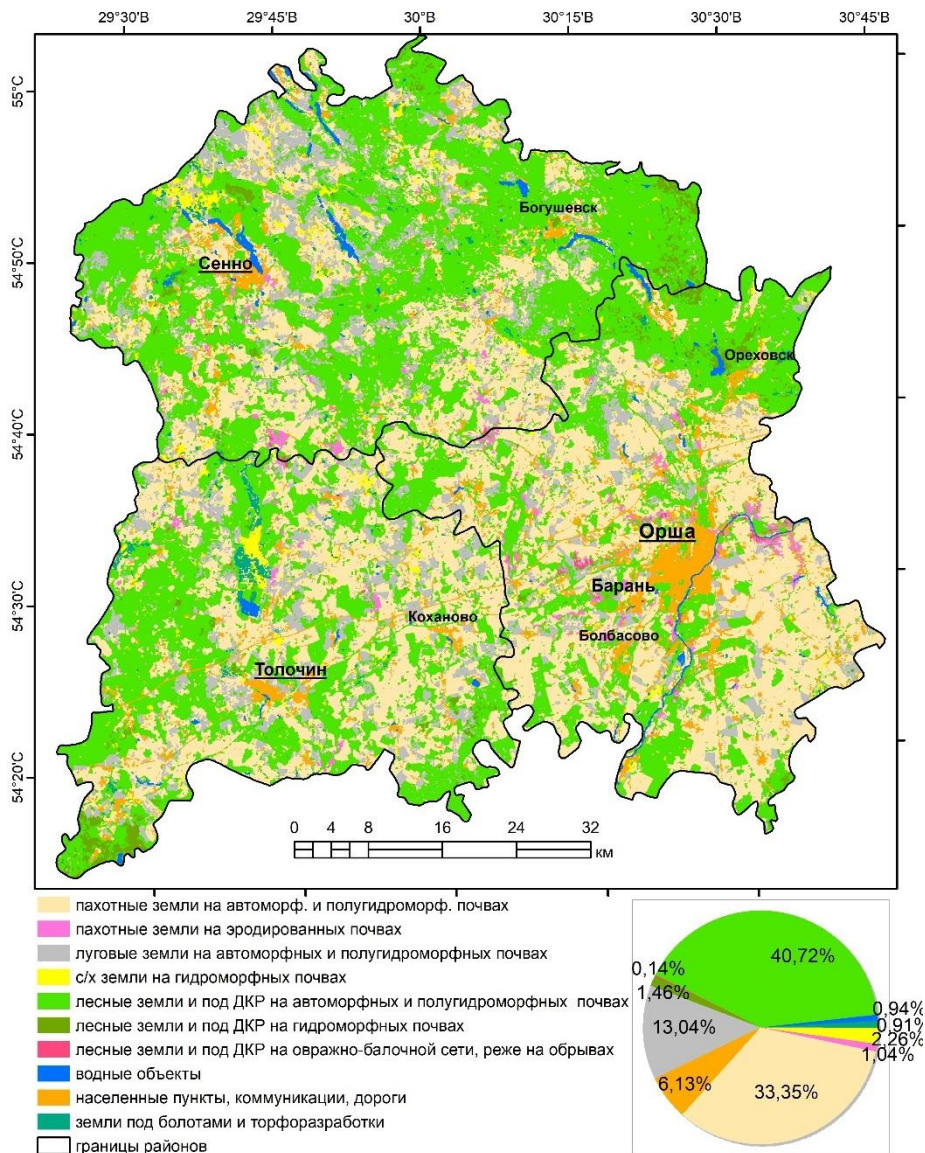 29°30'В 29°45'В 30°В 30°15'В 30°30'В 30°45'В
55°С
Богушевск
54°50'С
Сенно
Ореховск
54°40'С
Орша
Барань
54°30'С
Коханово
Болбасово
Толочин
54°20'С
0 4 8 16 24 32
км
пахотные земли на автоморф. и полугидроморф. почвах
пахотные земли на эродированных почвах
луговые земли на автоморфных и полугидроморфных почвах
с/х земли на гидроморфных почвах
лесные земли и под ДКР на автоморфных и полугидроморфных почвах
лесные земли и под ДКР на гидроморфных почвах
лесные земли и под ДКР на овражно-балочной сети, реже на обрывах
водные объекты
населенные пункты, коммуникации, дороги
земли под болотами и торфоразработки
границы районов
40,72%
0,14%
1,46%
0,94%
0,91%
13,04%
2,26%
1,04%
6,13%
33,35%